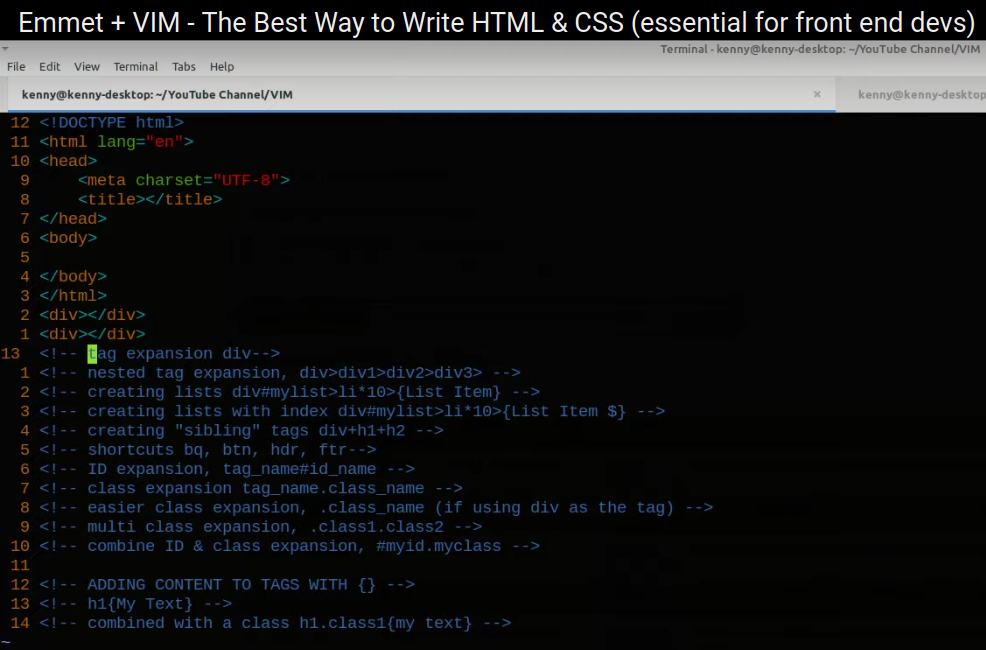 Emmet + VIM - The Best Way to Write HTML & CSS (essential for front end devs)
Terminal - kenny@kenny-desktop: ~/YouTube Channel/VIM
File Edit View Terminal Tabs Help
kenny@kenny-desktop: ~/YouTube Channel/VIM × kenny@kenny-desktop
12 <!DOCTYPE html>
11 <html lang="en">
10 <head>
9     <meta charset="UTF-8">
8     <title></title>
7 </head>
6 <body>
5
4 </body>
3 </html>
2 <div></div>
1 <div></div>
13 <!-- tag expansion div-->
1 <!-- nested tag expansion, div>div1>div2>div3> -->
2 <!-- creating lists div#mylist>li*10>{List Item} -->
3 <!-- creating lists with index div#mylist>li*10>{List Item $} -->
4 <!-- creating "sibling" tags div+h1+h2 -->
5 <!-- shortcuts bq, btn, hdr, ftr-->
6 <!-- ID expansion, tag_name#id_name -->
7 <!-- class expansion tag_name.class_name -->
8 <!-- easier class expansion, .class_name (if using div as the tag) -->
9 <!-- multi class expansion, .class1.class2 -->
10 <!-- combine ID & class expansion, #myid.myclass -->
11
12 <!-- ADDING CONTENT TO TAGS WITH {} -->
13 <!-- h1{My Text} -->
14 <!-- combined with a class h1.class1{my text} -->
~